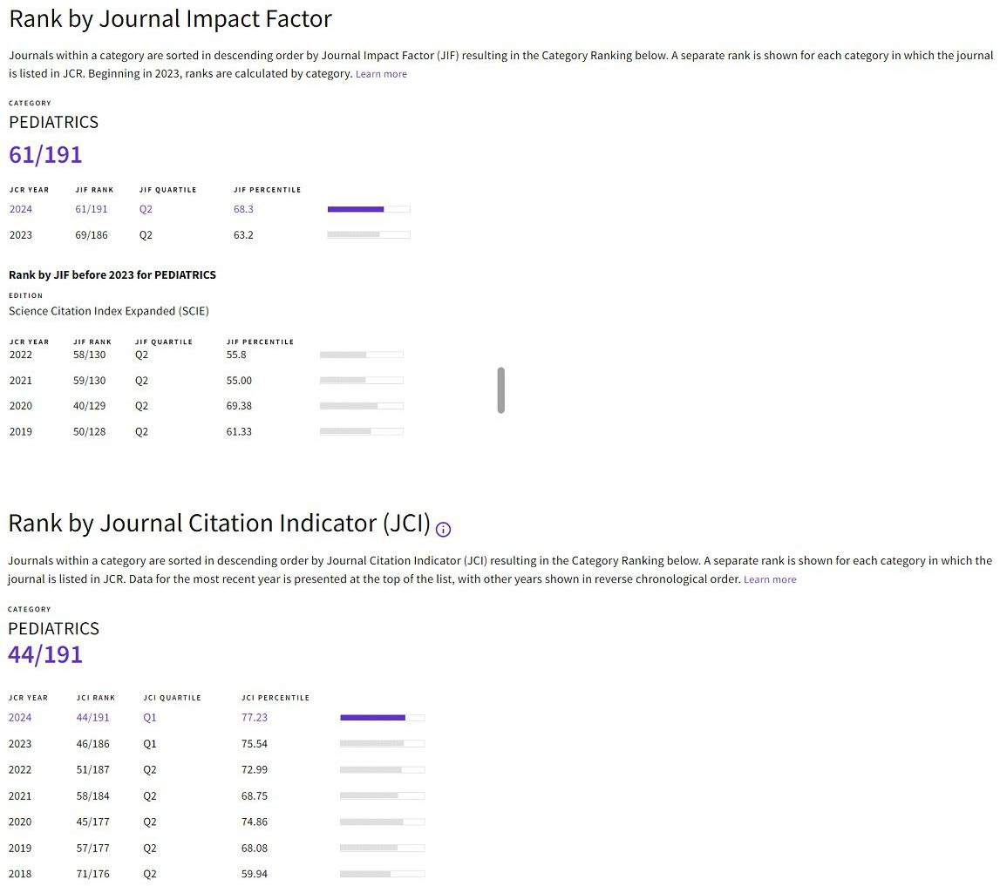 Rank by Journal Impact Factor
Journals within a category are sorted in descending order by Journal Impact Factor (JIF) resulting in the Category Ranking below. A separate rank is shown for each category in which the journal
is listed in JCR. Beginning in 2023, ranks are calculated by category. Learn more
CATEGORY
PEDIATRICS
61/191
JCR YEAR JIF RANK JIF QUARTILE JIF PERCENTILE
2024 61/191 Q2 68.3
2023 69/186 Q2 63.2
Rank by JIF before 2023 for PEDIATRICS
EDITION
Science Citation Index Expanded (SCIE)
JCR YEAR JIF RANK JIF QUARTILE JIF PERCENTILE
2022 58/130 Q2 55.8
2021 59/130 Q2 55.00
2020 40/129 Q2 69.38
2019 50/128 Q2 61.33
Rank by Journal Citation Indicator (JCI)
Journals within a category are sorted in descending order by Journal Citation Indicator (JCI) resulting in the Category Ranking below. A separate rank is shown for each category in which the
journal is listed in JCR. Data for the most recent year is presented at the top of the list, with other years shown in reverse chronological order. Learn more
CATEGORY
PEDIATRICS
44/191
JCR YEAR JCI RANK JCI QUARTILE JCI PERCENTILE
2024 44/191 Q1 77.23
2023 46/186 Q1 75.54
2022 51/187 Q2 72.99
2021 58/184 Q2 68.75
2020 45/177 Q2 74.86
2019 57/177 Q2 68.08
2018 71/176 Q2 59.94